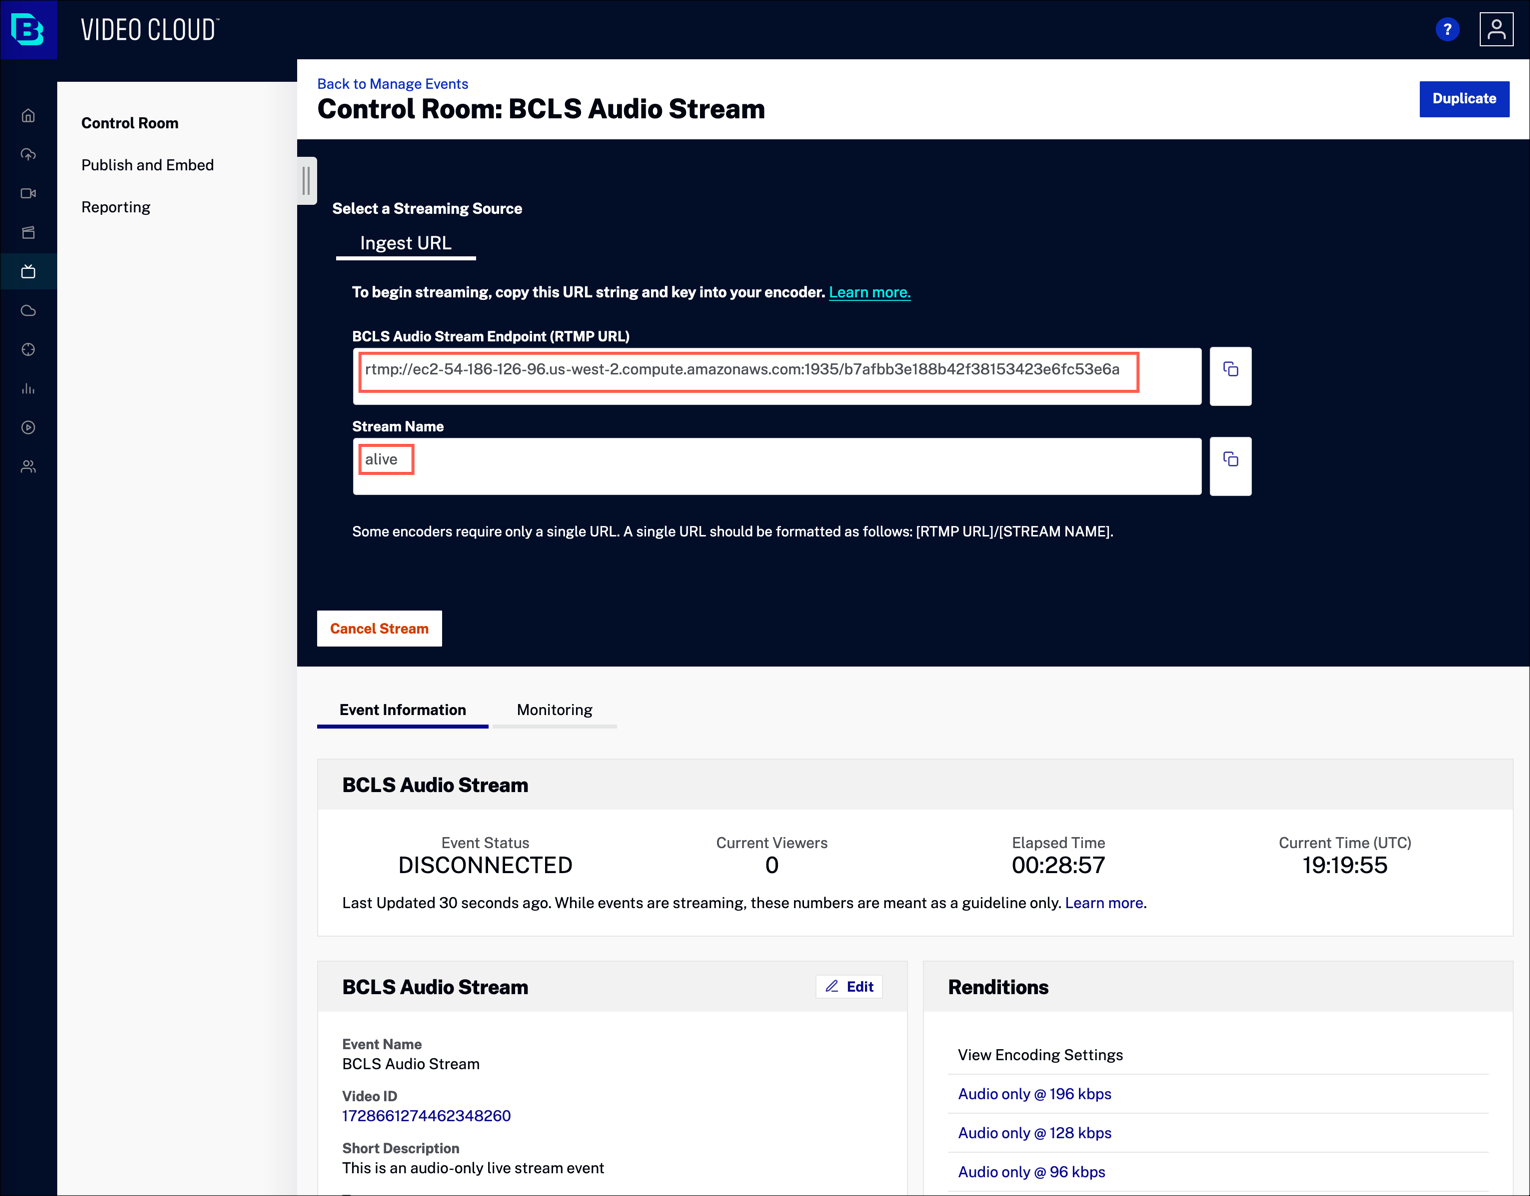 VIDEO CLOUD™
?
Control Room
Publish and Embed
Reporting
Back to Manage Events
Control Room: BCLS Audio Stream
Duplicate
Select a Streaming Source
Ingest URL
To begin streaming, copy this URL string and key into your encoder. Learn more.
BCLS Audio Stream Endpoint (RTMP URL)
rtmp://ec2-54-186-126-96.us-west-2.compute.amazonaws.com:1935/b7afbb3e188b42f38153423e6fc53e6a
Stream Name
alive
Some encoders require only a single URL. A single URL should be formatted as follows: [RTMP URL]/[STREAM NAME].
Cancel Stream
Event Information Monitoring
BCLS Audio Stream
Event Status Current Viewers Elapsed Time Current Time (UTC)
DISCONNECTED 0 00:28:57 19:19:55
Last Updated 30 seconds ago. While events are streaming, these numbers are meant as a guideline only. Learn more.
BCLS Audio Stream
Edit
Event Name
BCLS Audio Stream
Video ID
1728661274462348260
Short Description
This is an audio-only live stream event
Renditions
View Encoding Settings
Audio only @ 196 kbps
Audio only @ 128 kbps
Audio only @ 96 kbps